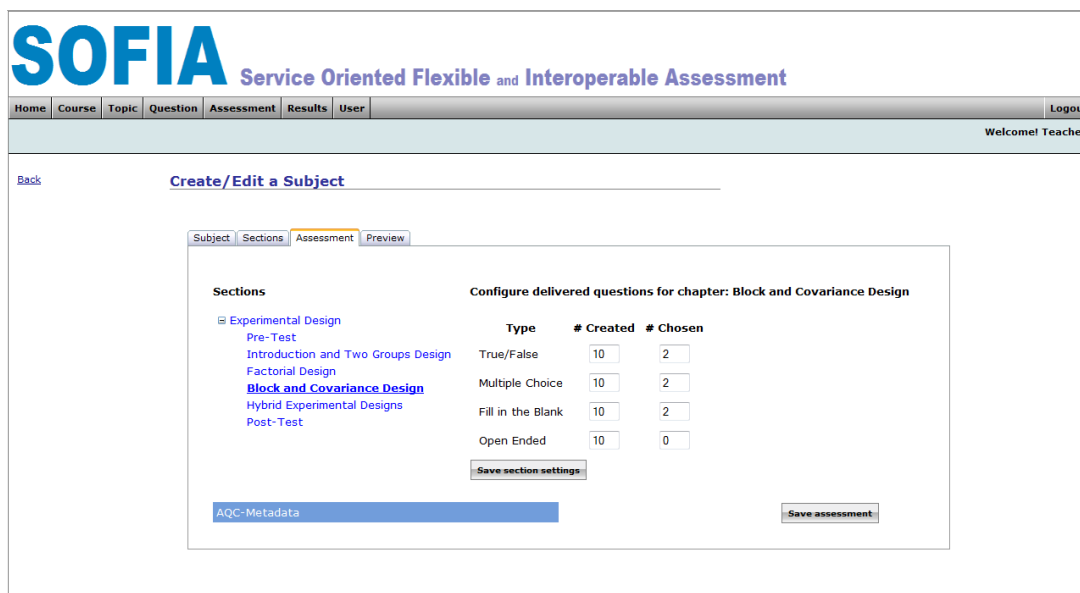 SOFIA Service Oriented Flexible and Interoperable Assessment
Home Course Topic Question Assessment Results User
Welcome!
Back
Create/Edit a Subject
Subject Sections Assessment Preview
Sections
Configure delivered questions for chapter: Block and Covariance Design
Experimental Design
Pre-Test
Introduction and Two Groups Design
Factorial Design
Block and Covariance Design
Hybrid Experimental Designs
Post-Test
Type # Created # Chosen
True/False 10 2
Multiple Choice 10 2
Fill in the Blank 10 2
Open Ended 10 0
Save section settings
AQC-Metadata
Save assessment